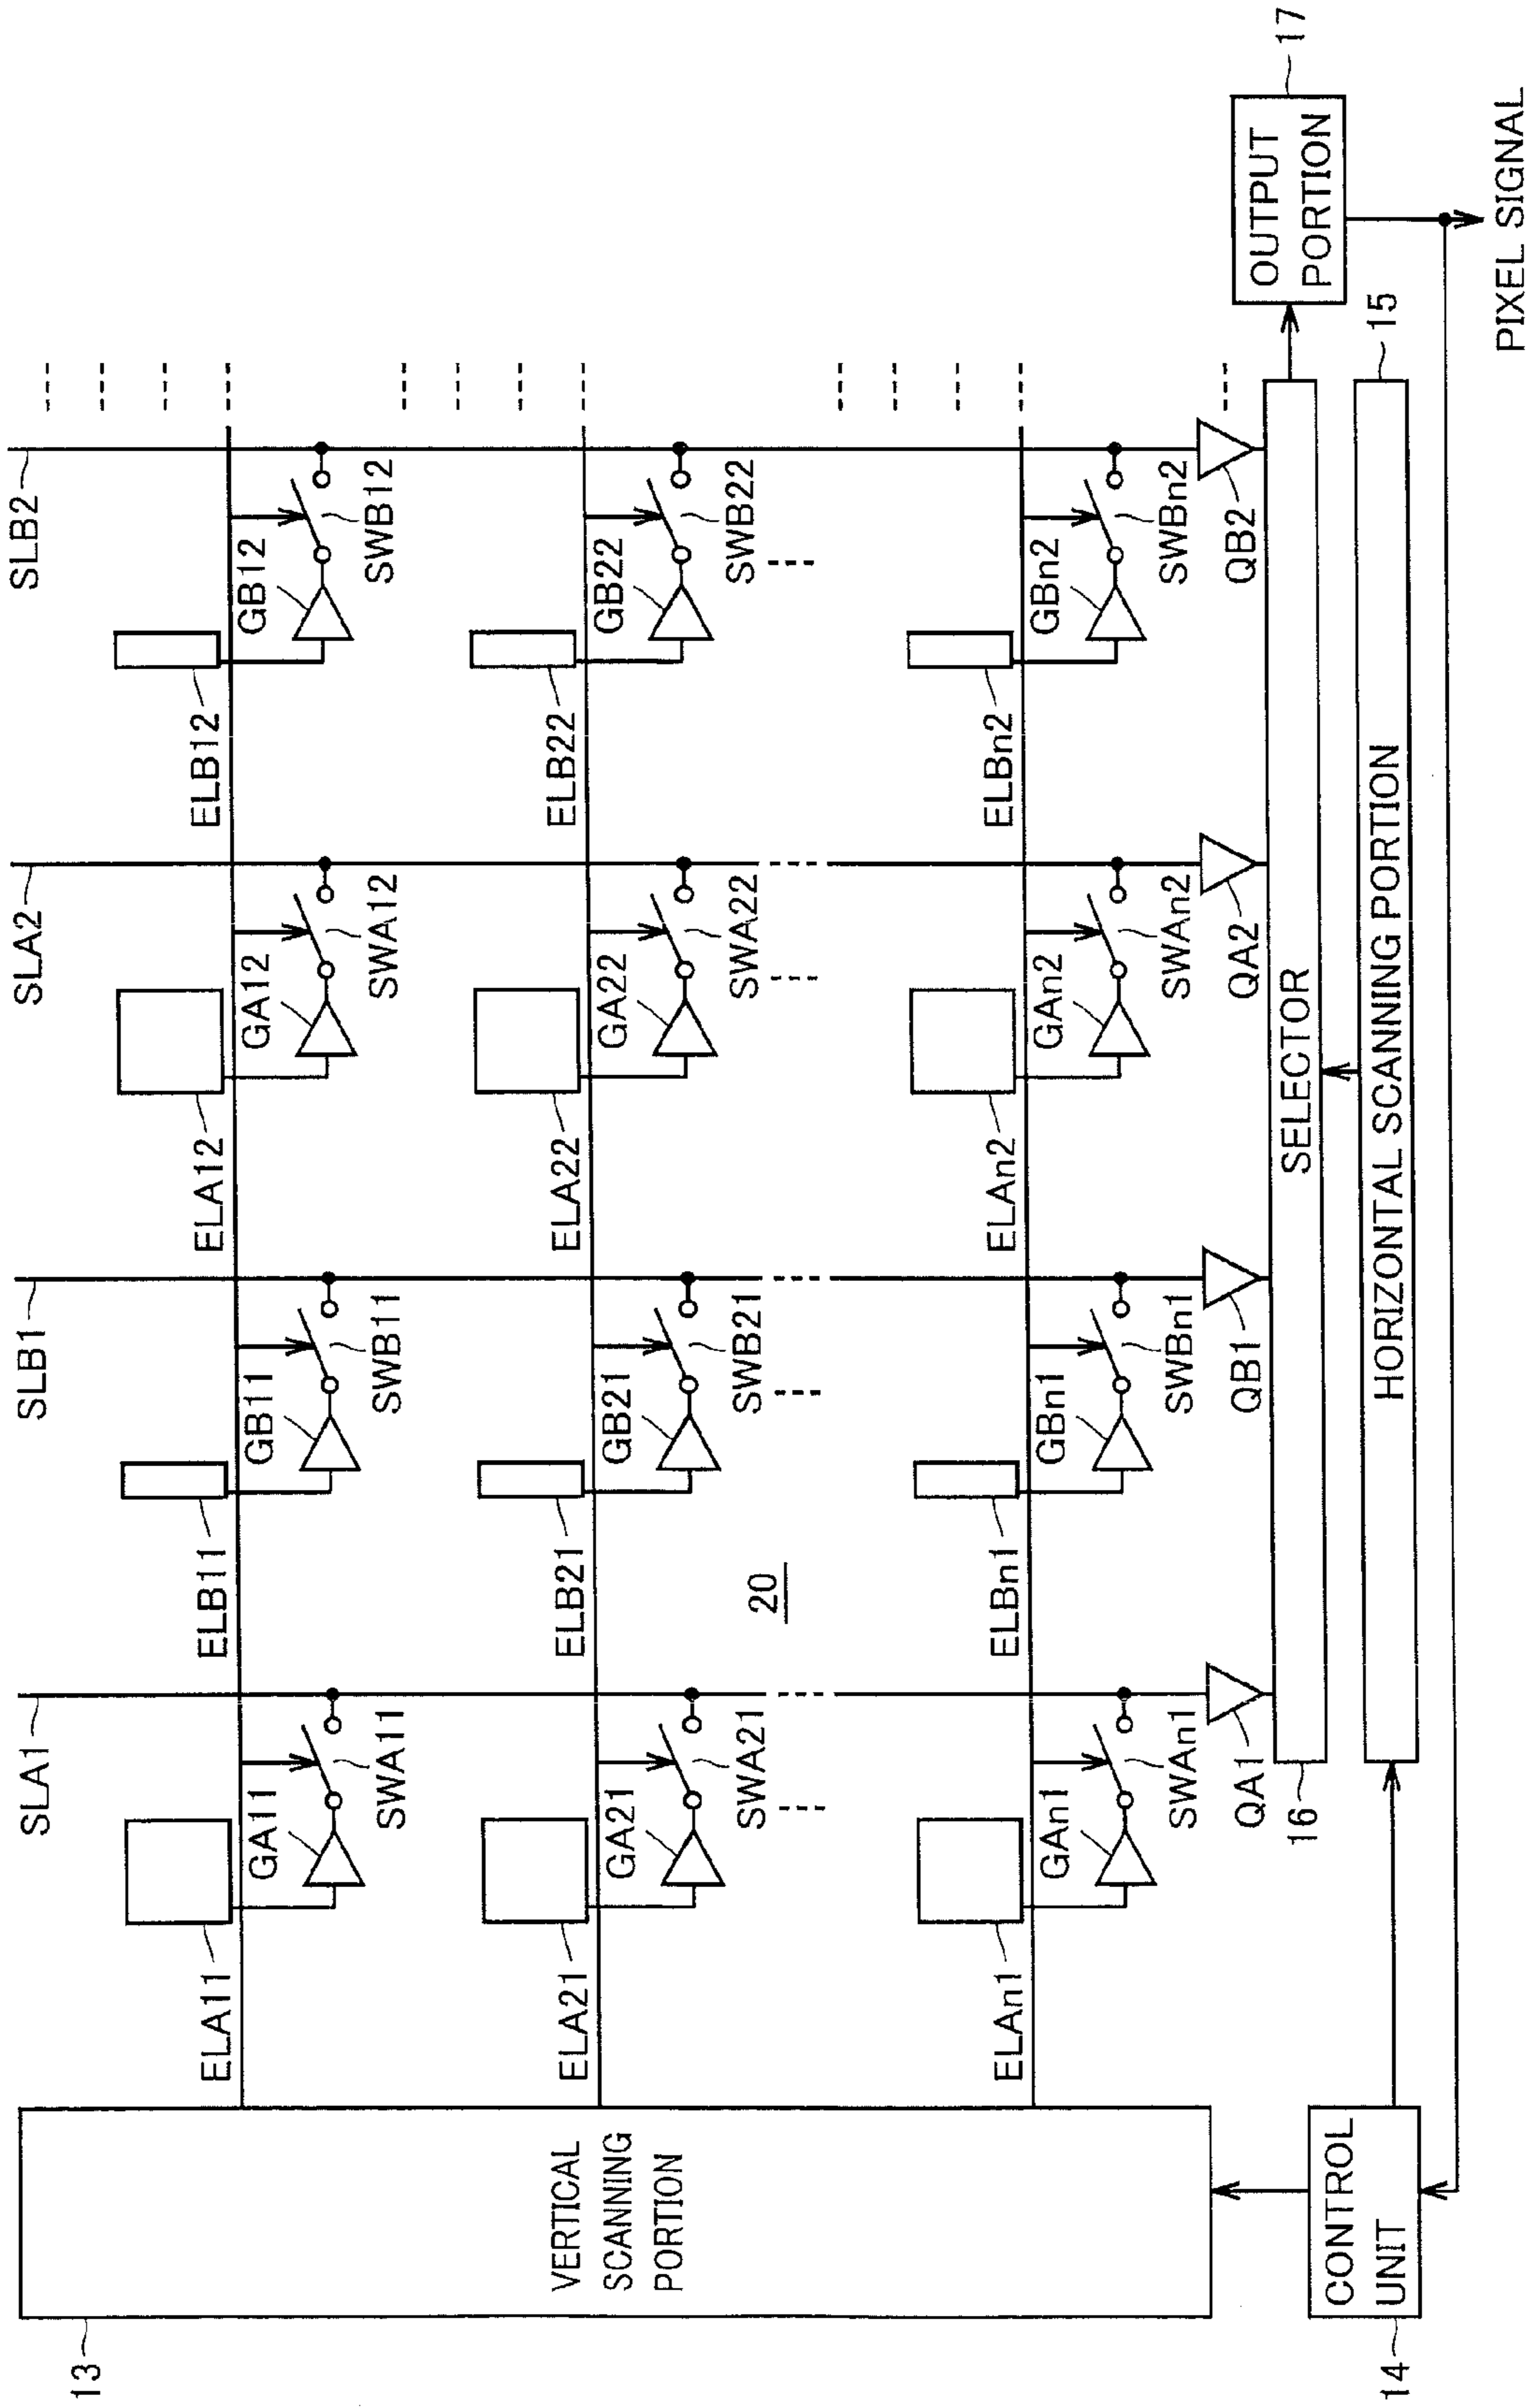 SLA1
SLB1
SLA2
SLB2
ELA11
GA11
SWA11
ELB11
GB11
SWB11
ELA12
GA12
SWA12
ELB12
GB12
SWB12
ELA21
GA21
SWA21
ELB21
GB21
SWB21
ELA22
GA22
SWA22
ELB22
GB22
SWB22
20
ELAn1
GAn1
SWAn1
ELBn1
GBn1
SWBn1
ELAn2
GAn2
SWAn2
ELBn2
GBn2
SWBn2
13
VERTICAL
SCANNING
PORTION
QA1
QB1
QA2
QB2
16
SELECTOR
OUTPUT
PORTION
17
14
CONTROL
UNIT
HORIZONTAL SCANNING PORTION
15
PIXEL SIGNAL